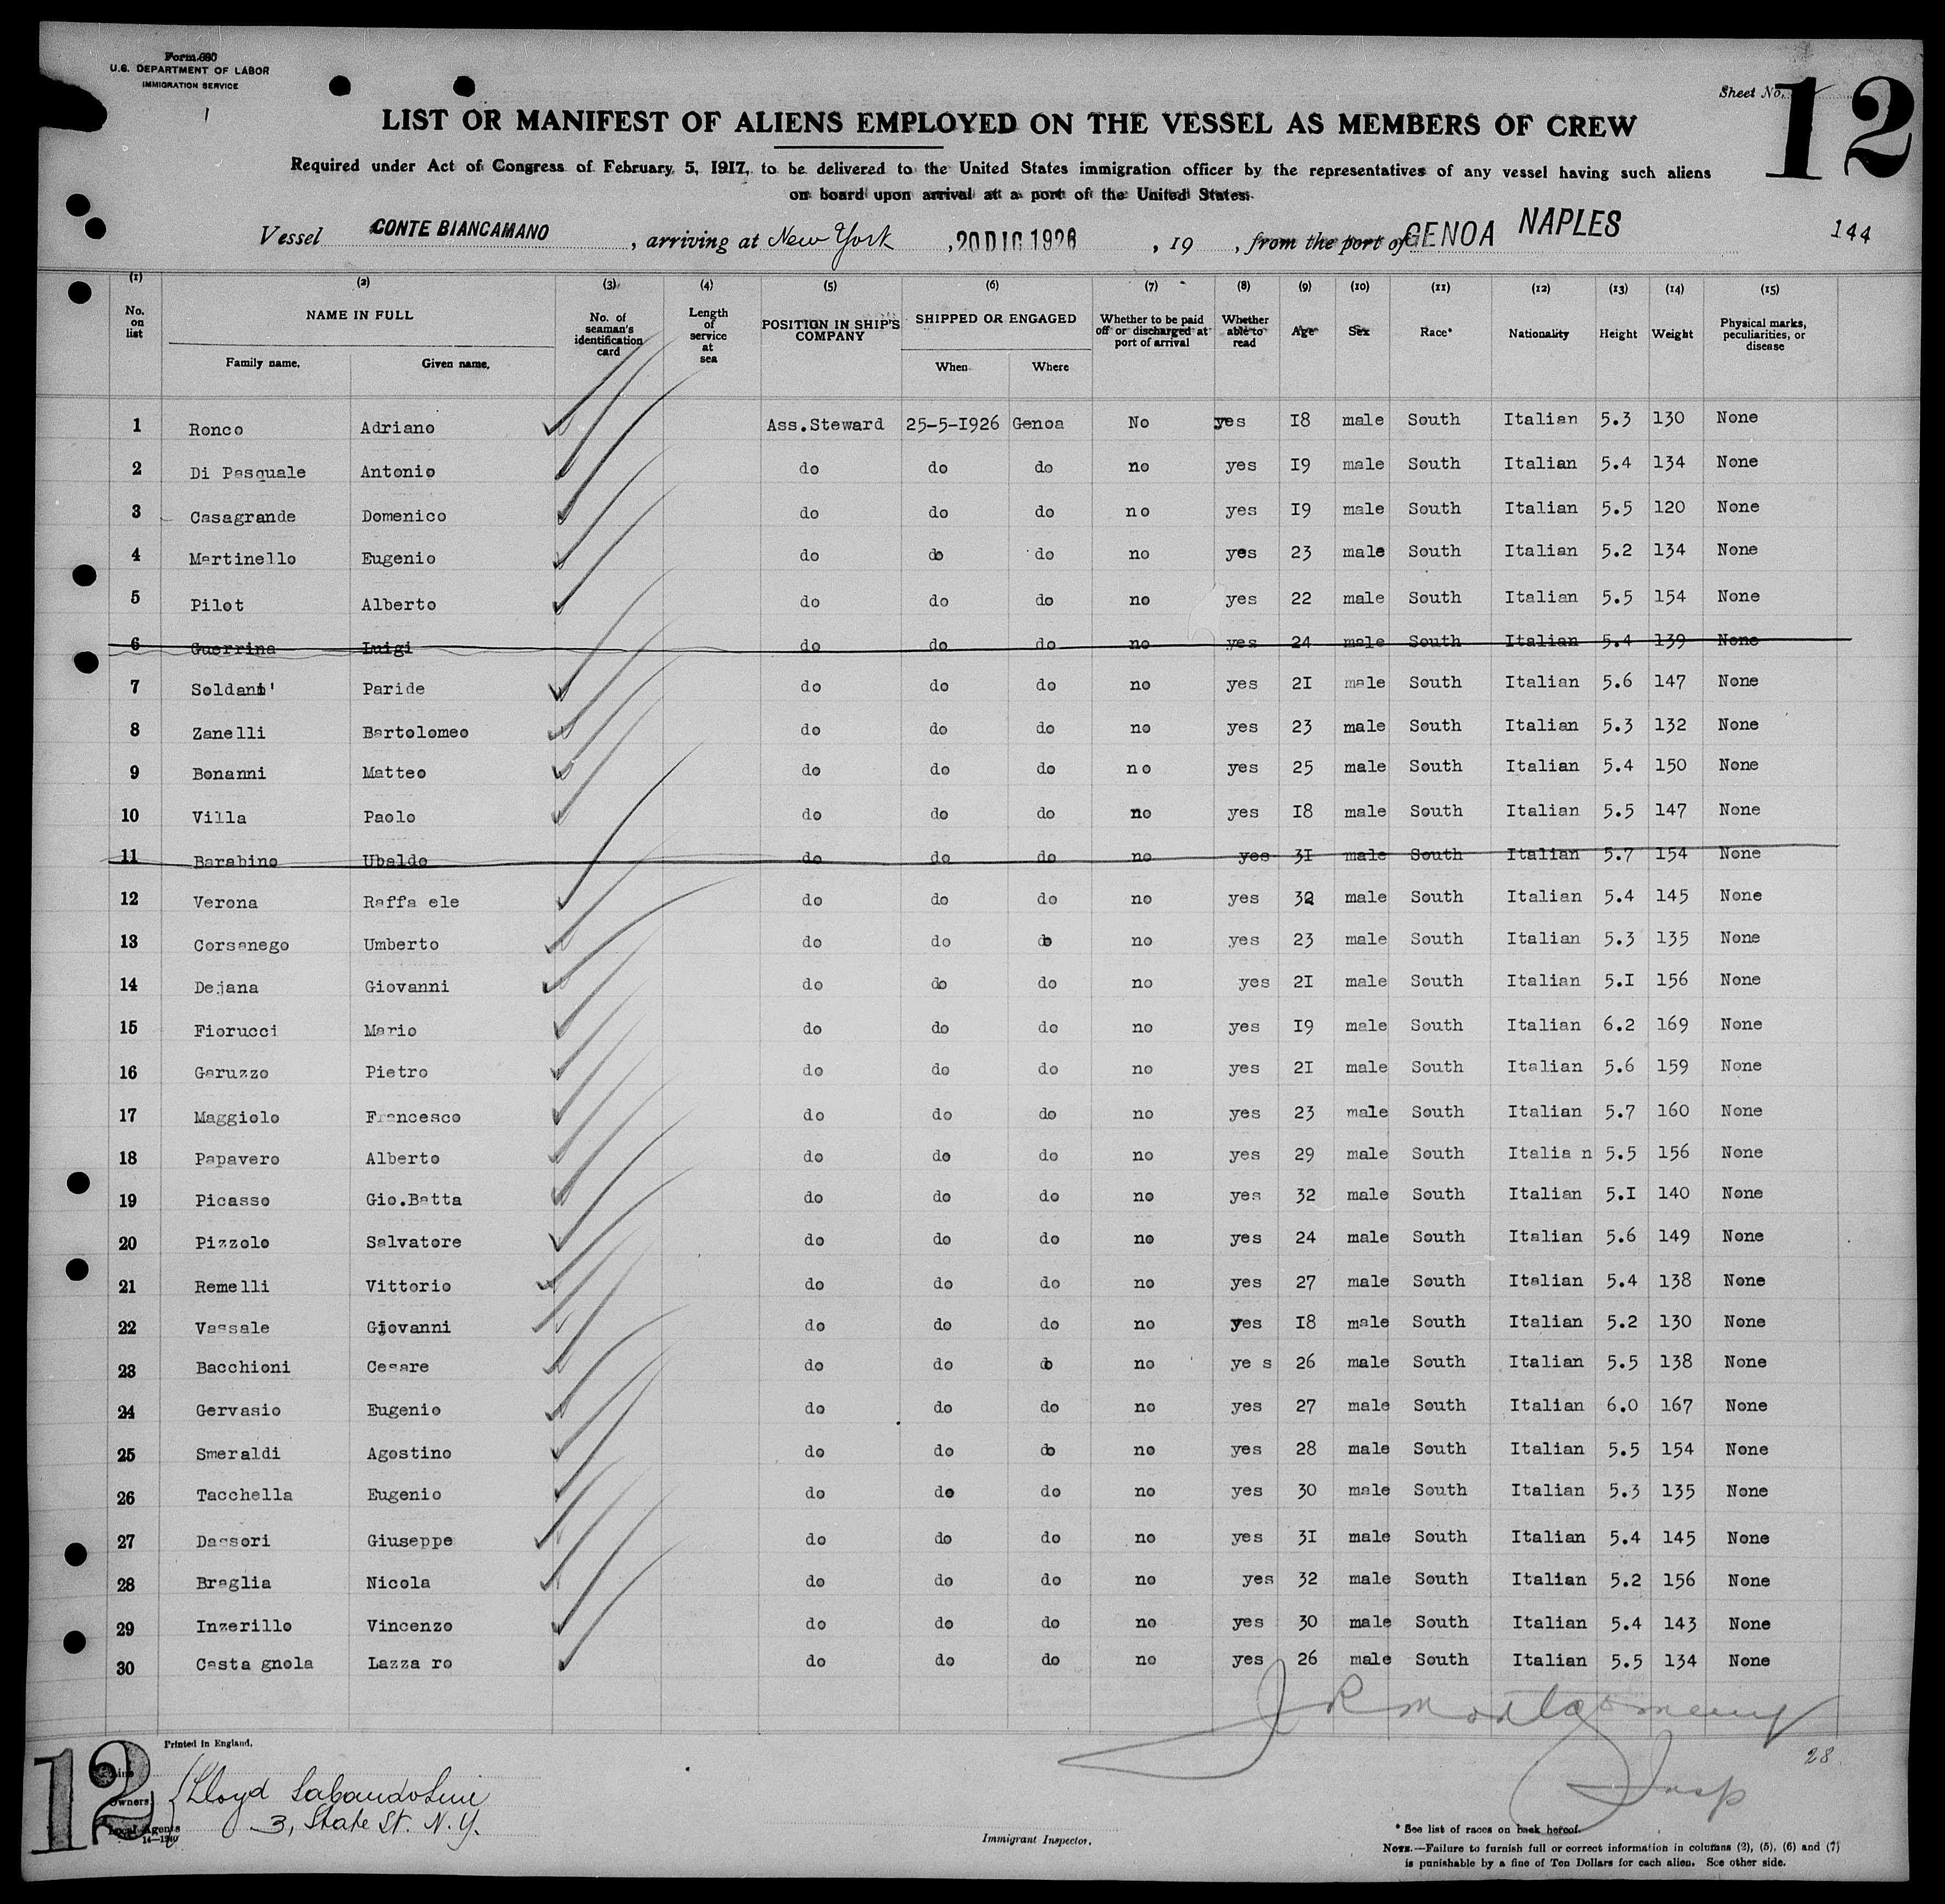 Form 680
U.S. DEPARTMENT OF LABOR
IMMIGRATION SERVICE
Sheet No. 12
LIST OR MANIFEST OF ALIENS EMPLOYED ON THE VESSEL AS MEMBERS OF CREW
Required under Act of Congress of February 5, 1917, to be delivered to the United States immigration officer by the representatives of any vessel having such aliens
on board upon arrival at a port of the United States.
Vessel CONTE BIANCAMANO, arriving at New York, 20 DIC 1926, 19 , from the port of GENOA NAPLES 144
(1) (2) (3) (4) (5) (6) (7) (8) (9) (10) (11) (12) (13) (14) (15)
No. on list NAME IN FULL Family name. Given name. No. of seaman's identification card Length of service at sea POSITION IN SHIP'S COMPANY SHIPPED OR ENGAGED When Where Whether to be paid off or discharged at port of arrival Whether able to read Age Sex Race* Nationality Height Weight Physical marks, peculiarities, or disease
1 Ronco Adriano Ass.Steward 25-5-1926 Genoa No yes 18 male South Italian 5.3 130 None
2 Di Pasquale Antonio do do do no yes 19 male South Italian 5.4 134 None
3 Casagrande Domenico do do do no yes 19 male South Italian 5.5 120 None
4 Martinello Eugenio do do do no yes 23 male South Italian 5.2 134 None
5 Pilot Alberto do do do no yes 22 male South Italian 5.5 154 None
6 Guerrina Luigi do do do no yes 24 male South Italian 5.4 139 None
7 Soldani' Paride do do do no yes 21 male South Italian 5.6 147 None
8 Zanelli Bartolomeo do do do no yes 23 male South Italian 5.3 132 None
9 Bonanni Matteo do do do no yes 25 male South Italian 5.4 150 None
10 Villa Paolo do do do no yes 18 male South Italian 5.5 147 None
11 Barabino Ubaldo do do do no yes 31 male South Italian 5.7 154 None
12 Verona Raffa ele do do do no yes 32 male South Italian 5.4 145 None
13 Corsanego Umberto do do do no yes 23 male South Italian 5.3 135 None
14 Dejana Giovanni do do do no yes 21 male South Italian 5.1 156 None
15 Fiorucci Mario do do do no yes 19 male South Italian 6.2 169 None
16 Garuzzo Pietro do do do no yes 21 male South Italian 5.6 159 None
17 Maggiolo Francesco do do do no yes 23 male South Italian 5.7 160 None
18 Papavero Alberto do do do no yes 29 male South Italia n 5.5 156 None
19 Picasso Gio.Batta do do do no yes 32 male South Italian 5.1 140 None
20 Pizzolo Salvatore do do do no yes 24 male South Italian 5.6 149 None
21 Remelli Vittorio do do do no yes 27 male South Italian 5.4 138 None
22 Vassale Giovanni do do do no yes 18 male South Italian 5.2 130 None
23 Bacchioni Cesare do do do no ye s 26 male South Italian 5.5 138 None
24 Gervasio Eugenio do do do no yes 27 male South Italian 6.0 167 None
25 Smeraldi Agostino do do do no yes 28 male South Italian 5.5 154 None
26 Tacchella Eugenio do do do no yes 30 male South Italian 5.3 135 None
27 Dassori Giuseppe do do do no yes 31 male South Italian 5.4 145 None
28 Braglia Nicola do do do no yes 32 male South Italian 5.2 156 None
29 Inzerillo Vincenzo do do do no yes 30 male South Italian 5.4 143 None
30 Casta gnola Lazza ro do do do no yes 26 male South Italian 5.5 134 None
J R Montgomery
Insp
28
Printed in England.
12
Line
Owners
Local Agents
14—1240
Lloyd Sabaudo Line
3, State St. N.Y.
Immigrant Inspector.
* See list of races on back hereof.
NOTE.—Failure to furnish full or correct information in columns (2), (5), (6) and (7)
is punishable by a fine of Ten Dollars for each alien. See other side.